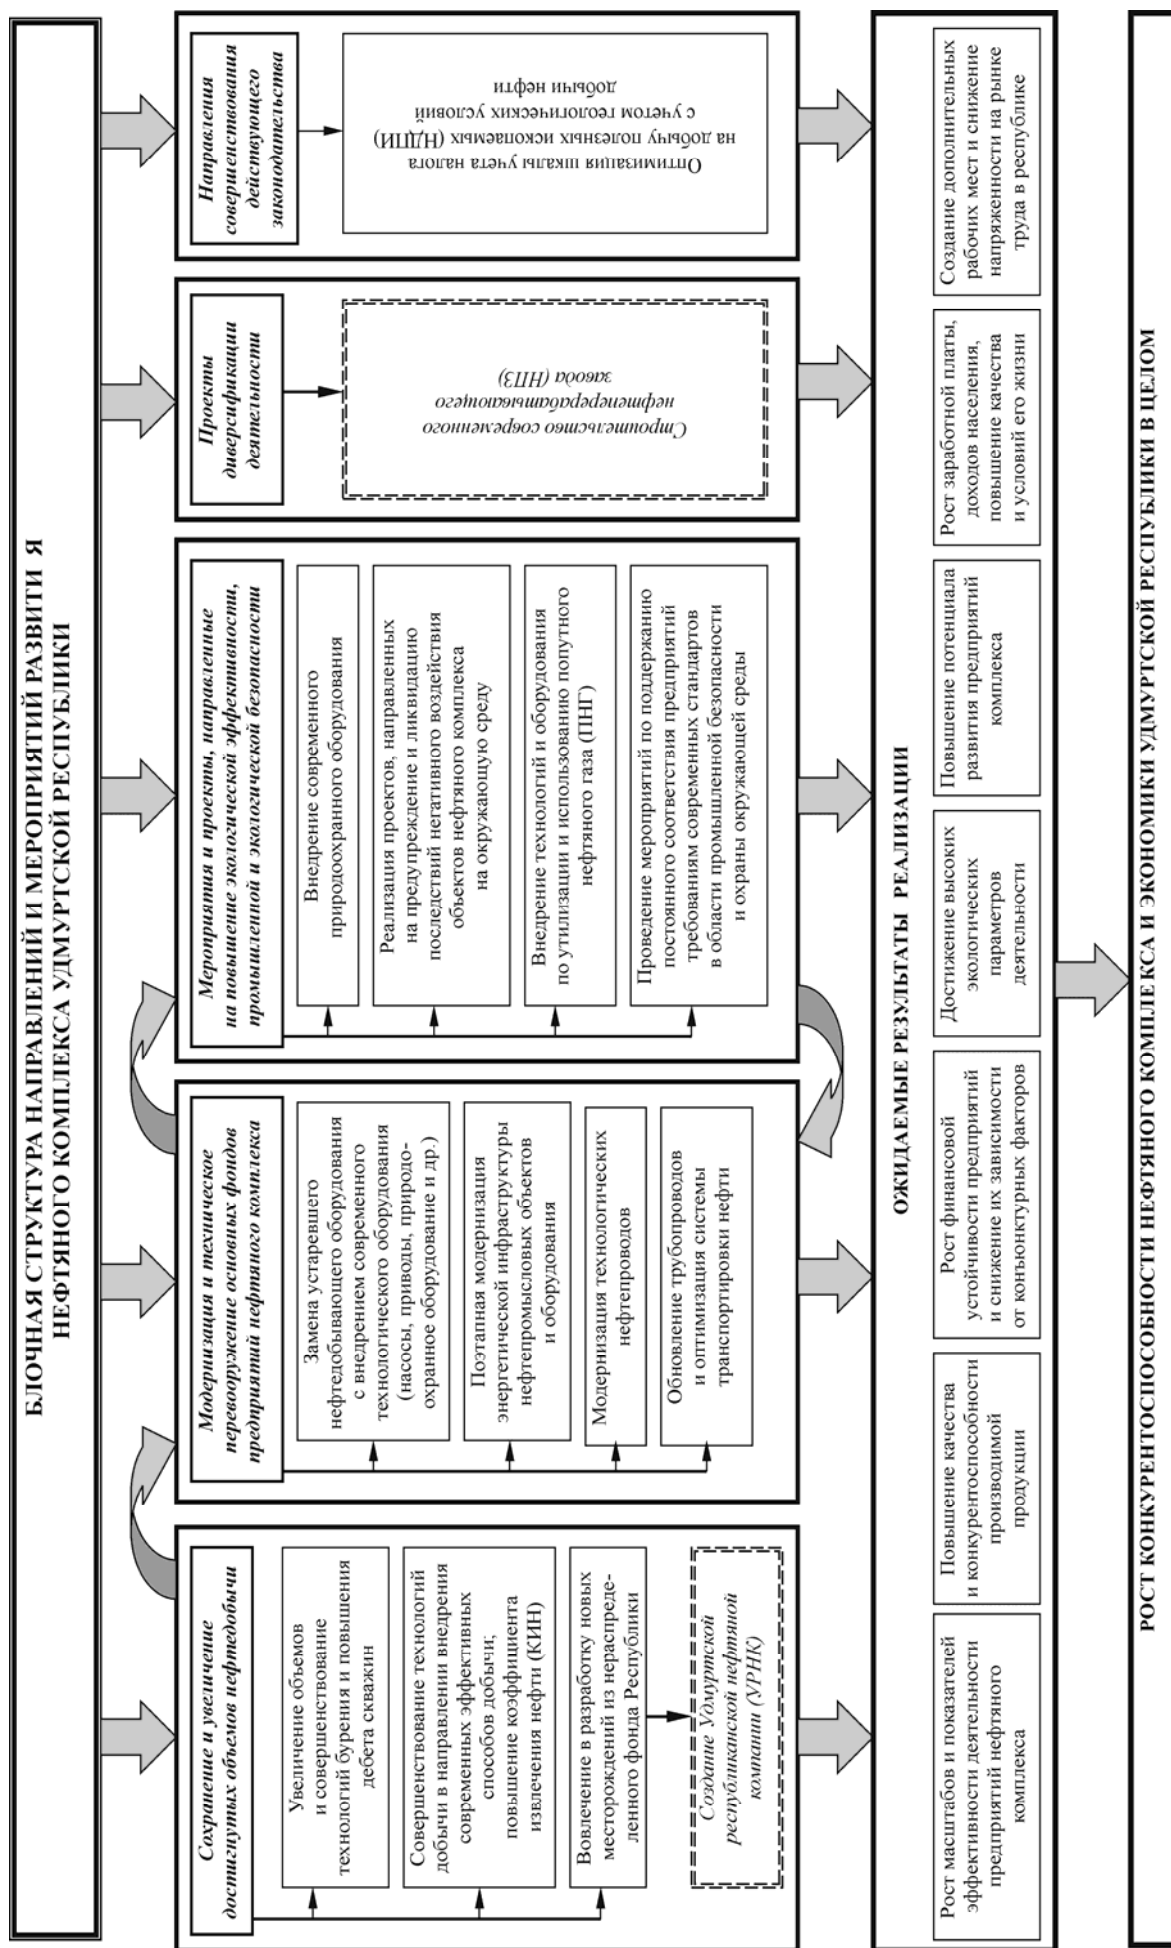 БЛОЧНАЯ СТРУКТУРА НАПРАВЛЕНИЙ И МЕРОПРИЯТИЙ РАЗВИТИ Я
НЕФТЯНОГО КОМПЛЕКСА УДМУРТСКОЙ РЕСПУБЛИКИ
Сохранение и увеличение
достигнутых объемов нефтедобычи
Увеличение объемов
и совершенствование
технологий бурения и повышения
дебета скважин
Совершенствование технологий
добычи в направлении внедрения
современных эффективных
способов добычи;
повышение коэффициента
извлечения нефти (КИН)
Вовлечение в разработку новых
месторождений из нераспреде-
ленного фонда Республики
Создание Удмуртской
республиканской нефтяной
компании (УРНК)
Модернизация и техническое
перевооружение основных фондов
предприятий нефтяного комплекса
Замена устаревшего
нефтедобывающего оборудования
с внедрением современного
технологического оборудования
(насосы, приводы, природо-
охранное оборудование и др.)
Поэтапная модернизация
энергетической инфраструктуры
нефтепромысловых объектов
и оборудования
Модернизация технологических
нефтепроводов
Обновление трубопроводов
и оптимизация системы
транспортировки нефти
Мероприятия и проекты, направленные
на повышение экологической эффективности,
промышленной и экологической безопасности
Внедрение современного
природоохранного оборудования
Реализация проектов, направленных
на предупреждение и ликвидацию
последствий негативного воздействия
объектов нефтяного комплекса
на окружающую среду
Внедрение технологий и оборудования
по утилизации и использованию попутного
нефтяного газа (ПНГ)
Проведение мероприятий по поддержанию
постоянного соответствия предприятий
требованиям современных стандартов
в области промышленной безопасности
и охраны окружающей среды
Проекты
диверсификации
деятельности
Строительство современного
нефтеперерабатывающего
завода (НПЗ)
Направления
совершенствования
действующего
законодательства
Оптимизация шкалы учета налога
на добычу полезных ископаемых (НДПИ)
с учетом геологических условий
добычи нефти
ОЖИДАЕМЫЕ РЕЗУЛЬТАТЫ РЕАЛИЗАЦИИ
Рост масштабов и показателей
эффективности деятельности
предприятий нефтяного
комплекса
Повышение качества
и конкурентоспособности
производимой
продукции
Рост финансовой
устойчивости предприятий
и снижение их зависимости
от конъюнктурных факторов
Достижение высоких
экологических
параметров
деятельности
Повышение потенциала
развития предприятий
комплекса
Рост заработной платы,
доходов населения,
повышение качества
и условий его жизни
Создание дополнительных
рабочих мест и снижение
напряженности на рынке
труда в республике
РОСТ КОНКУРЕНТОСПОСОБНОСТИ НЕФТЯНОГО КОМПЛЕ КСА И ЭКОНОМИКИ УДМУРТСКОЙ РЕСПУБЛИКИ В ЦЕЛОМ